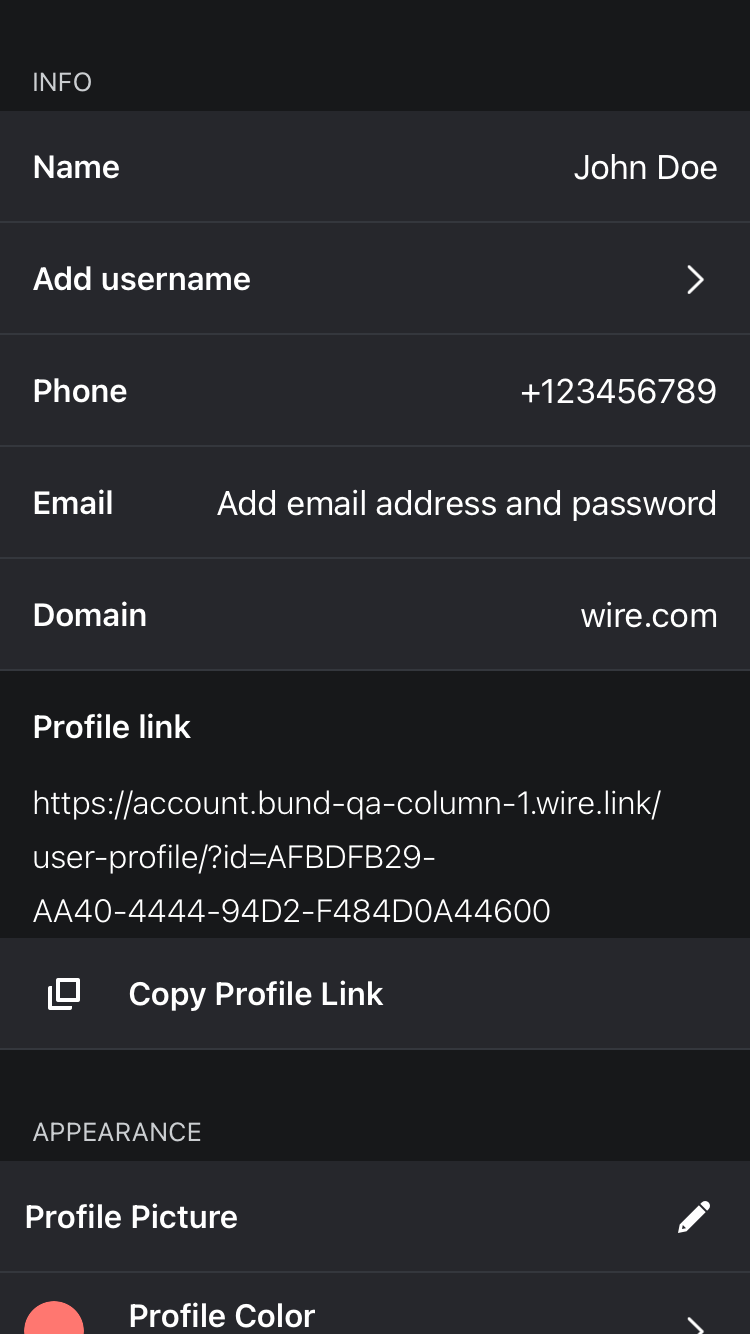 INFO
Name John Doe
Add username
Phone +123456789
Email Add email address and password
Domain wire.com
Profile link
https://account.bund-qa-column-1.wire.link/
user-profile/?id=AFBDFB29-
AA40-4444-94D2-F484D0A44600
Copy Profile Link
APPEARANCE
Profile Picture
Profile Color